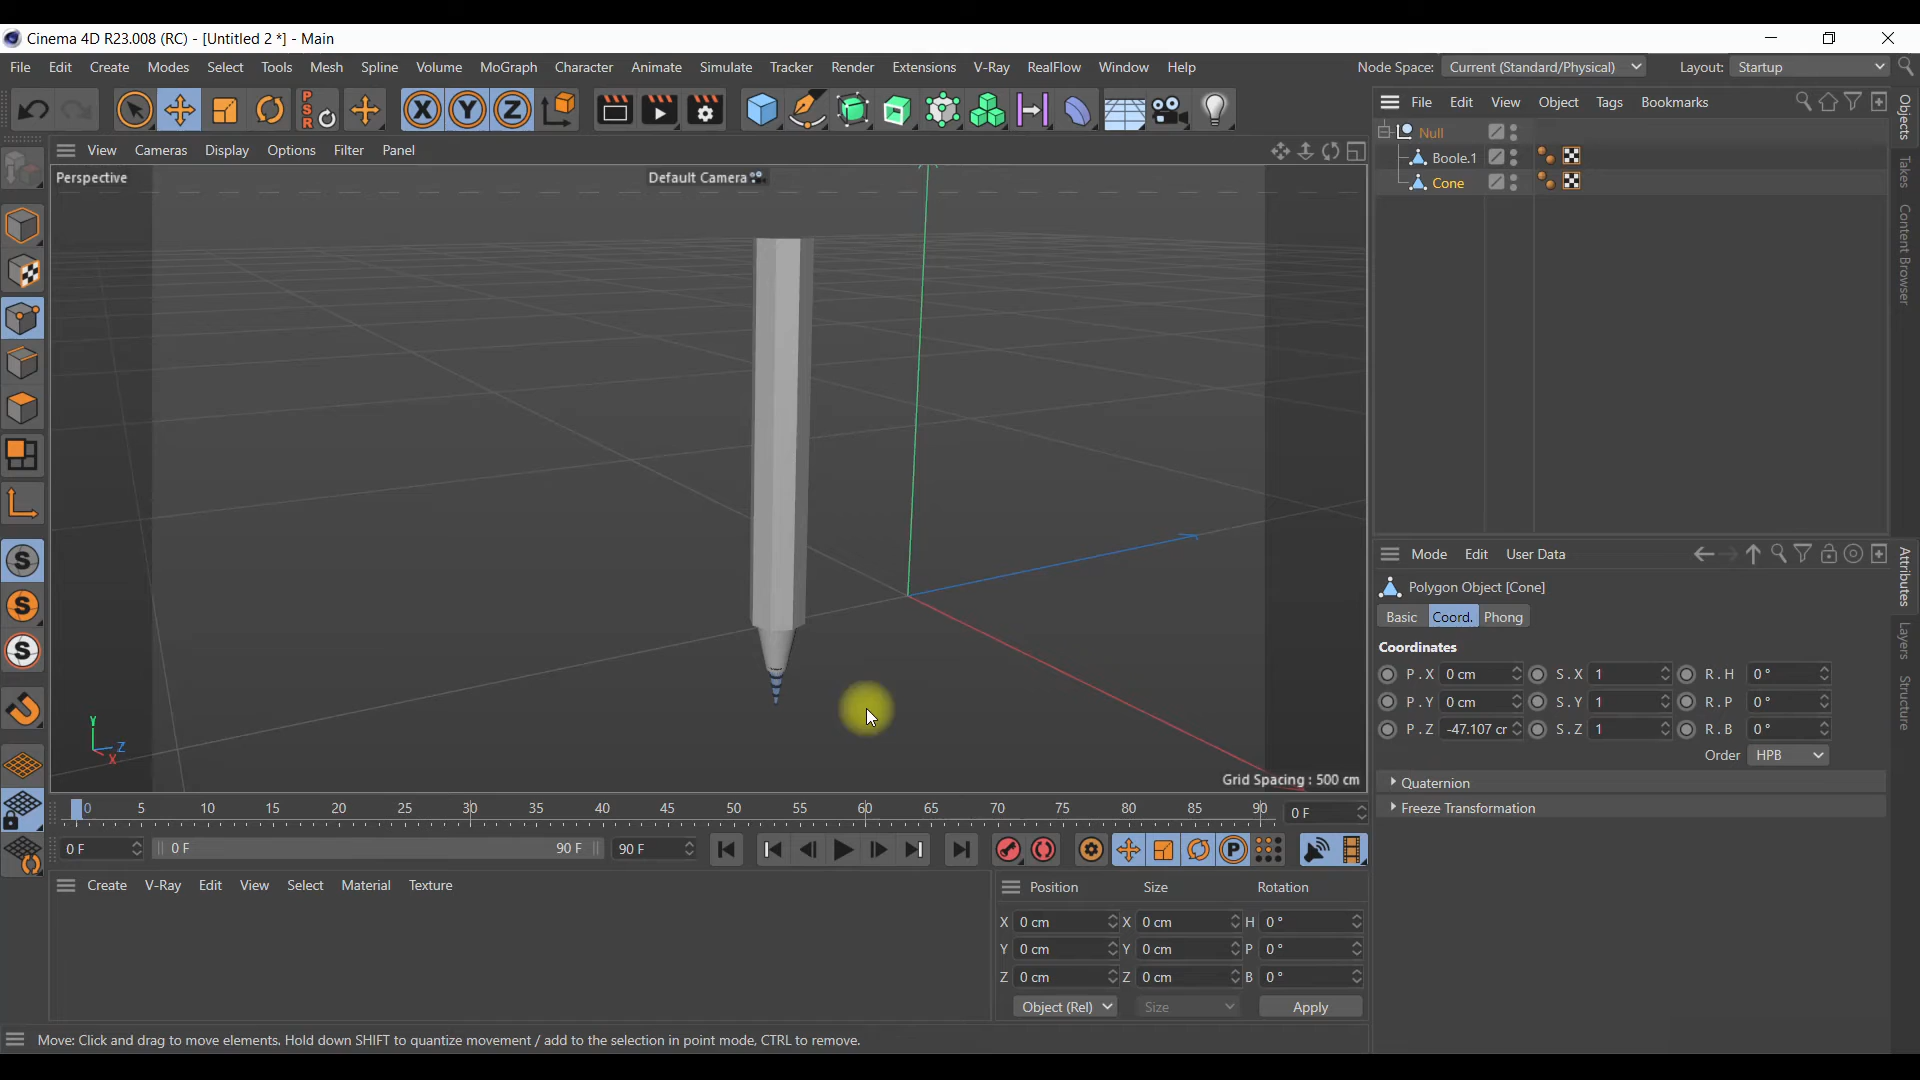 Cinema 4D R23.008 (RC) - [Untitled 2 *] - Main
File Edit Create Modes Select Tools Mesh Spline Volume MoGraph Character Animate Simulate Tracker Render Extensions V-Ray RealFlow Window Help Node Space: Current (Standard/Physical) Layout: Startup
PSR X Y Z
File Edit View Object Tags Bookmarks
View Cameras Display Options Filter Panel
Perspective
Default Camera
Null
Boole.1
Cone
Objects
Takes
Content Browser
S
S
S
Y
Z
X
Grid Spacing : 500 cm
Mode Edit User Data
Polygon Object [Cone]
Basic Coord. Phong
Coordinates
P . X 0 cm S . X 1 R . H 0 °
P . Y 0 cm S . Y 1 R . P 0 °
P . Z -47.107 cr S . Z 1 R . B 0 °
Order HPB
Quaternion
Freeze Transformation
Attributes
Layers
Structure
0 5 10 15 20 25 30 35 40 45 50 55 60 65 70 75 80 85 90 0 F
0 F 0 F 90 F 90 F P
Create V-Ray Edit View Select Material Texture
Position Size Rotation
X 0 cm X 0 cm H 0 °
Y 0 cm Y 0 cm P 0 °
Z 0 cm Z 0 cm B 0 °
Object (Rel) Size Apply
Move: Click and drag to move elements. Hold down SHIFT to quantize movement / add to the selection in point mode, CTRL to remove.